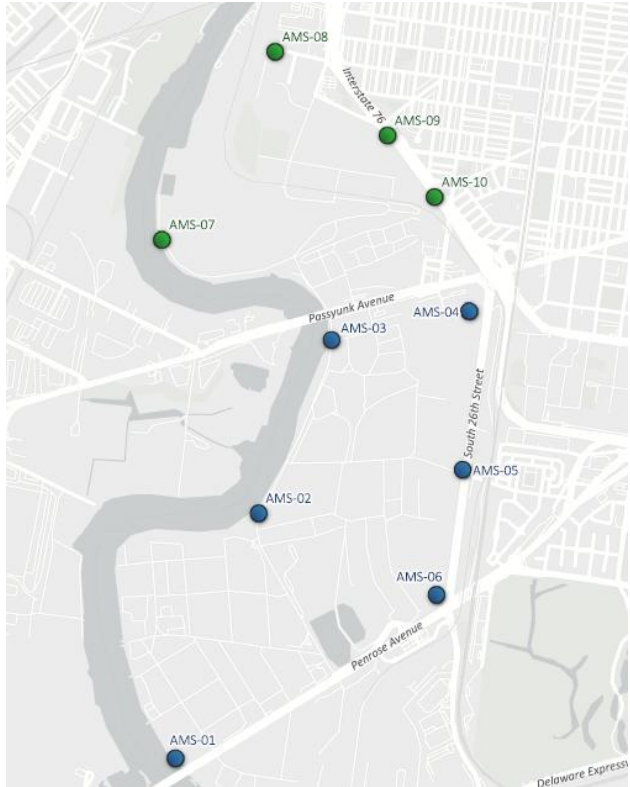 AMS-08
Interstate 76
AMS-09
AMS-10
AMS-07
Passyunk Avenue
AMS-04
AMS-03
South 26th Street
AMS-05
AMS-02
AMS-06
Penrose Avenue
AMS-01
Delaware Expressw